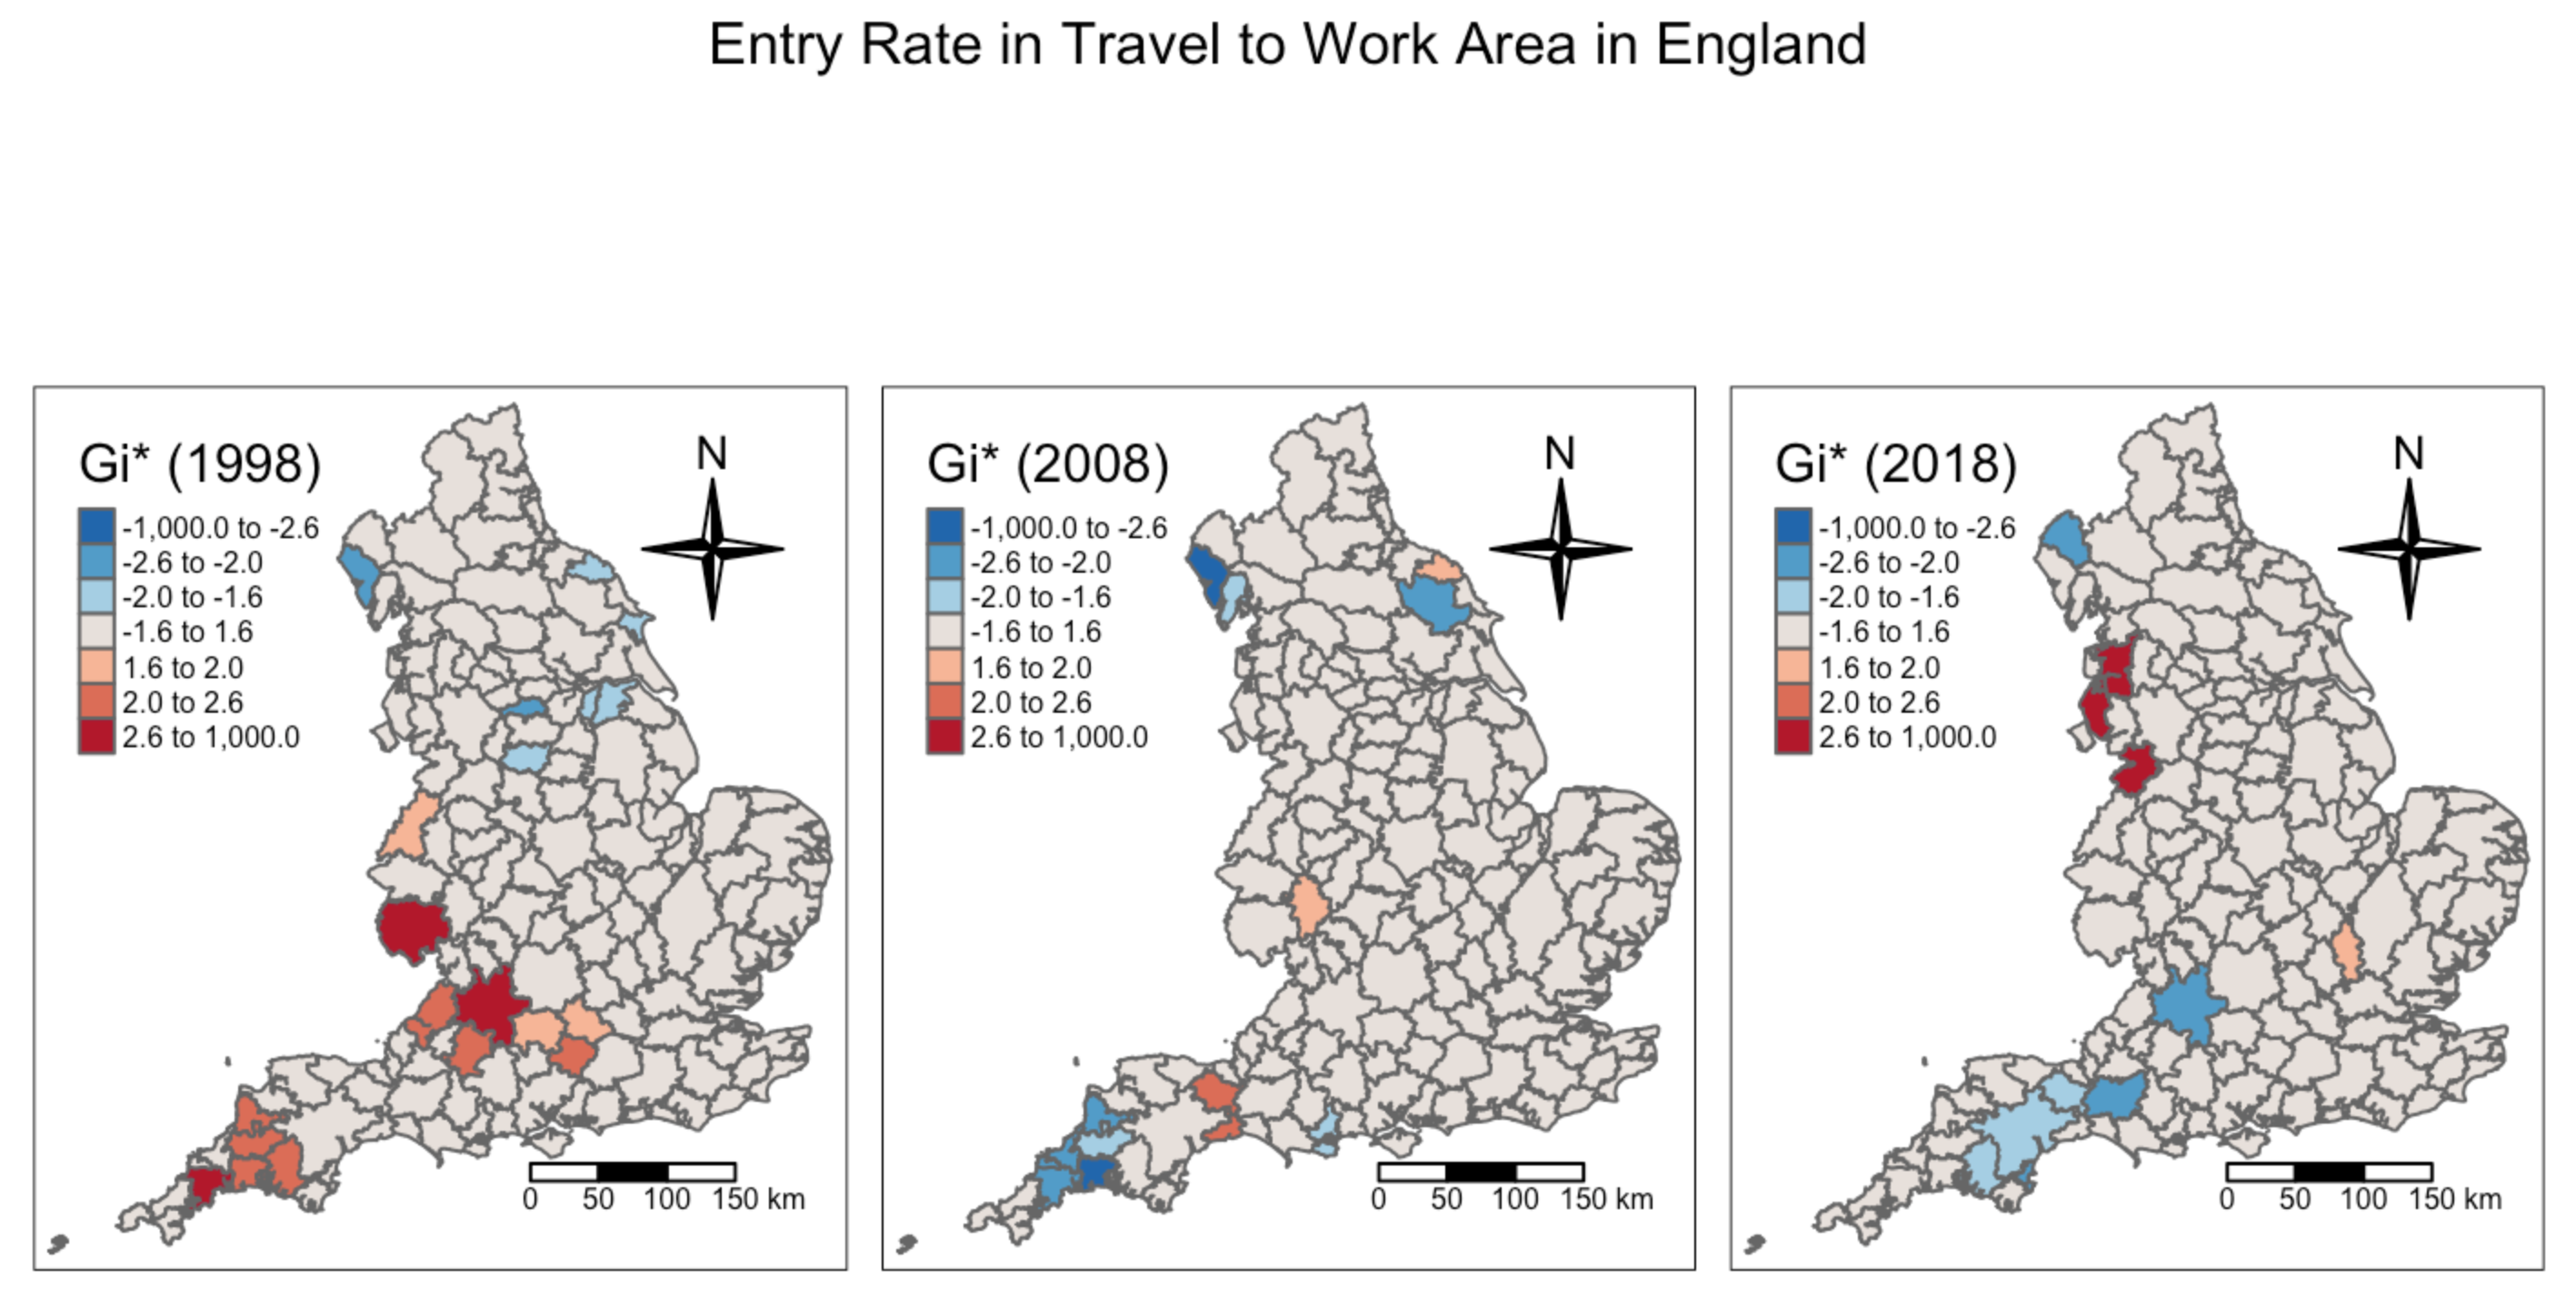 Entry Rate in Travel to Work Area in England
Gi* (1998)
N
-1,000.0 to -2.6
-2.6 to -2.0
-2.0 to -1.6
-1.6 to 1.6
1.6 to 2.0
2.0 to 2.6
2.6 to 1,000.0
0 50 100 150 km
Gi* (2008)
N
-1,000.0 to -2.6
-2.6 to -2.0
-2.0 to -1.6
-1.6 to 1.6
1.6 to 2.0
2.0 to 2.6
2.6 to 1,000.0
0 50 100 150 km
Gi* (2018)
N
-1,000.0 to -2.6
-2.6 to -2.0
-2.0 to -1.6
-1.6 to 1.6
1.6 to 2.0
2.0 to 2.6
2.6 to 1,000.0
0 50 100 150 km